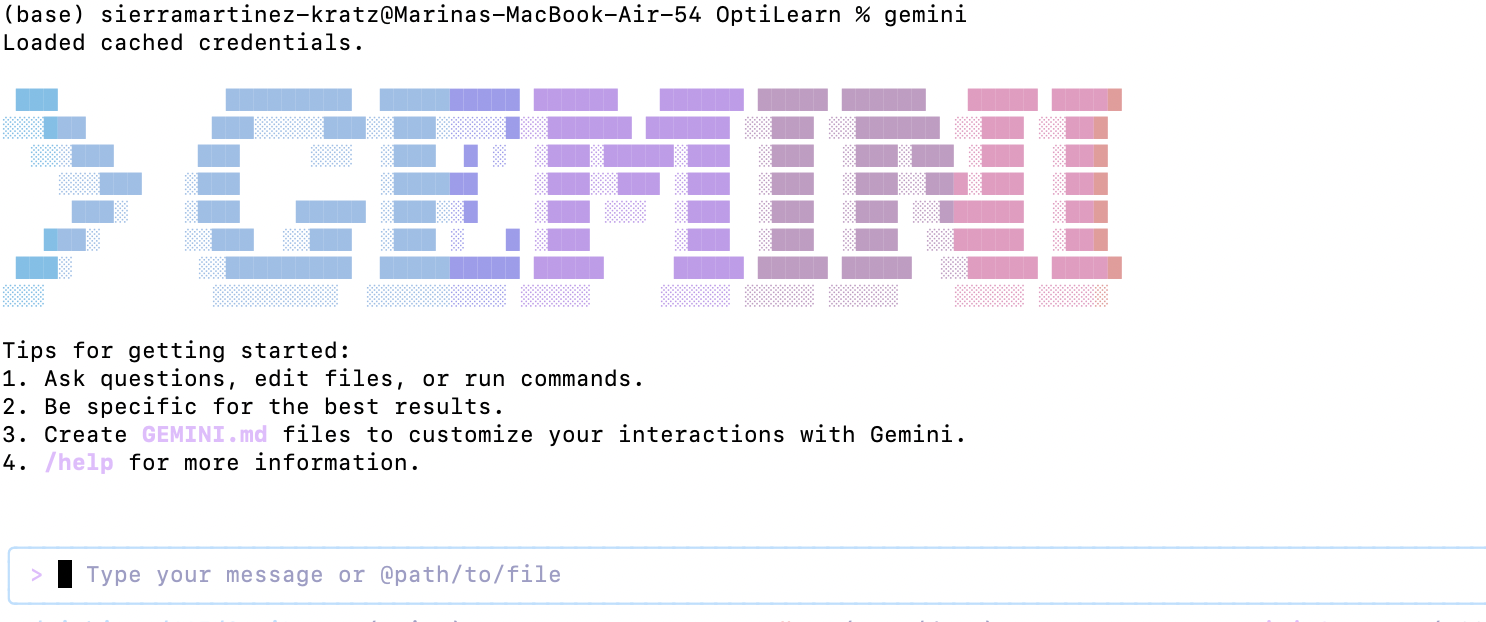 (base) sierramartinez-kratz@Marinas-MacBook-Air-54 OptiLearn % gemini
Loaded cached credentials.
> GEMINI
Tips for getting started:
1. Ask questions, edit files, or run commands.
2. Be specific for the best results.
3. Create GEMINI.md files to customize your interactions with Gemini.
4. /help for more information.
> Type your message or @path/to/file